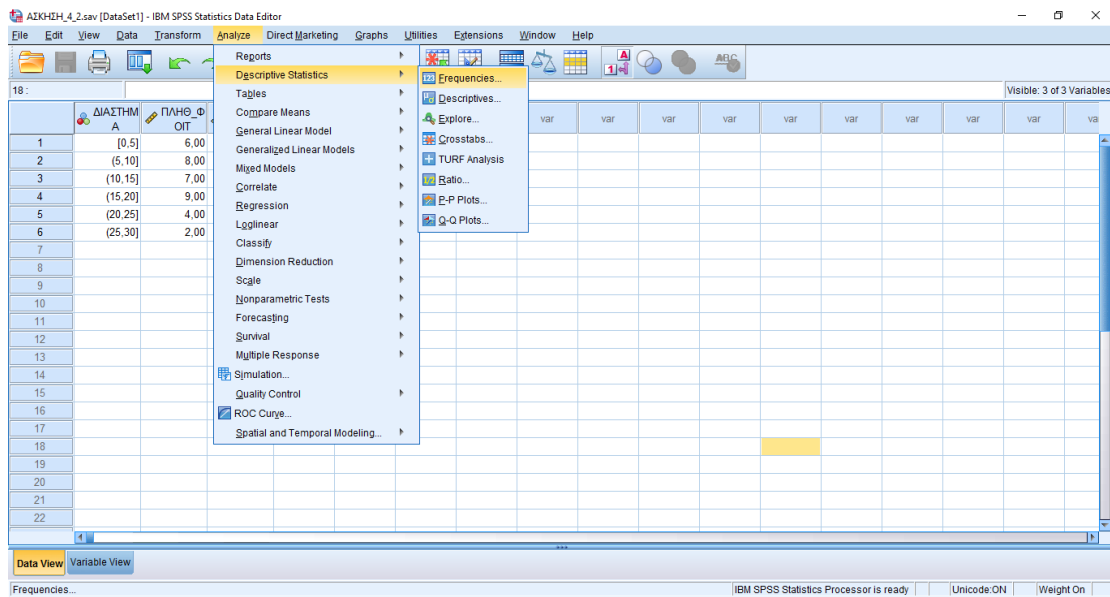 ΑΣΚΗΣΗ_4_2.sav [DataSet1] - IBM SPSS Statistics Data Editor
File Edit View Data Transform Analyze Direct Marketing Graphs Utilities Extensions Window Help
18 :
Visible: 3 of 3 Variables
ΔΙΑΣΤΗΜ
Α
ΠΛΗΘ_Φ
ΟΙΤ
var var var var var var var var var va
1 [0,5] 6,00
2 (5,10] 8,00
3 (10,15] 7,00
4 (15,20] 9,00
5 (20,25] 4,00
6 (25,30] 2,00
7
8
9
10
11
12
13
14
15
16
17
18
19
20
21
22
Reports
Descriptive Statistics
Tables
Compare Means
General Linear Model
Generalized Linear Models
Mixed Models
Correlate
Regression
Loglinear
Classify
Dimension Reduction
Scale
Nonparametric Tests
Forecasting
Survival
Multiple Response
Simulation...
Quality Control
ROC Curve...
Spatial and Temporal Modeling...
Frequencies...
Descriptives...
Explore...
Crosstabs...
TURF Analysis
Ratio...
P-P Plots...
Q-Q Plots...
Data View Variable View
Frequencies...
IBM SPSS Statistics Processor is ready Unicode:ON Weight On